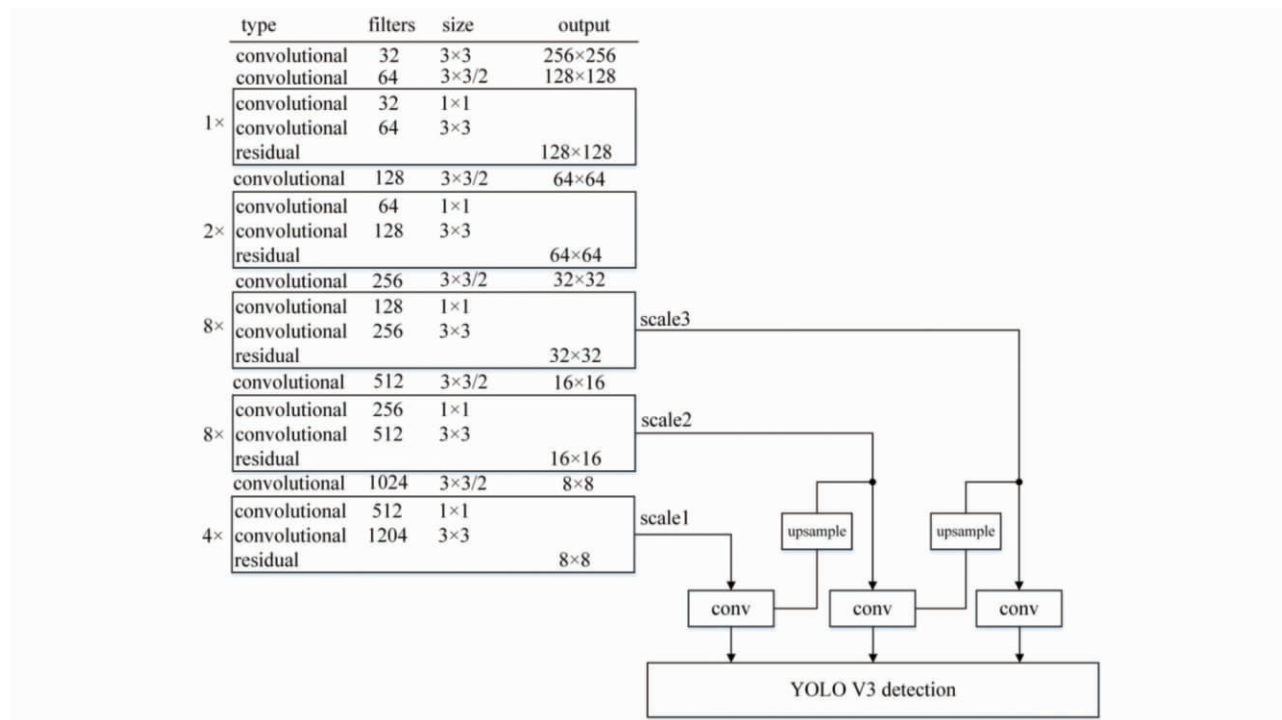 type filters size output
convolutional 32 3×3 256×256
convolutional 64 3×3/2 128×128
convolutional 32 1×1
1× convolutional 64 3×3
residual 128×128
convolutional 128 3×3/2 64×64
convolutional 64 1×1
2× convolutional 128 3×3
residual 64×64
convolutional 256 3×3/2 32×32
convolutional 128 1×1
8× convolutional 256 3×3
residual 32×32
convolutional 512 3×3/2 16×16
convolutional 256 1×1
8× convolutional 512 3×3
residual 16×16
convolutional 1024 3×3/2 8×8
convolutional 512 1×1
4× convolutional 1204 3×3
residual 8×8
scale3
scale2
scale1
upsample upsample
conv conv conv
YOLO V3 detection